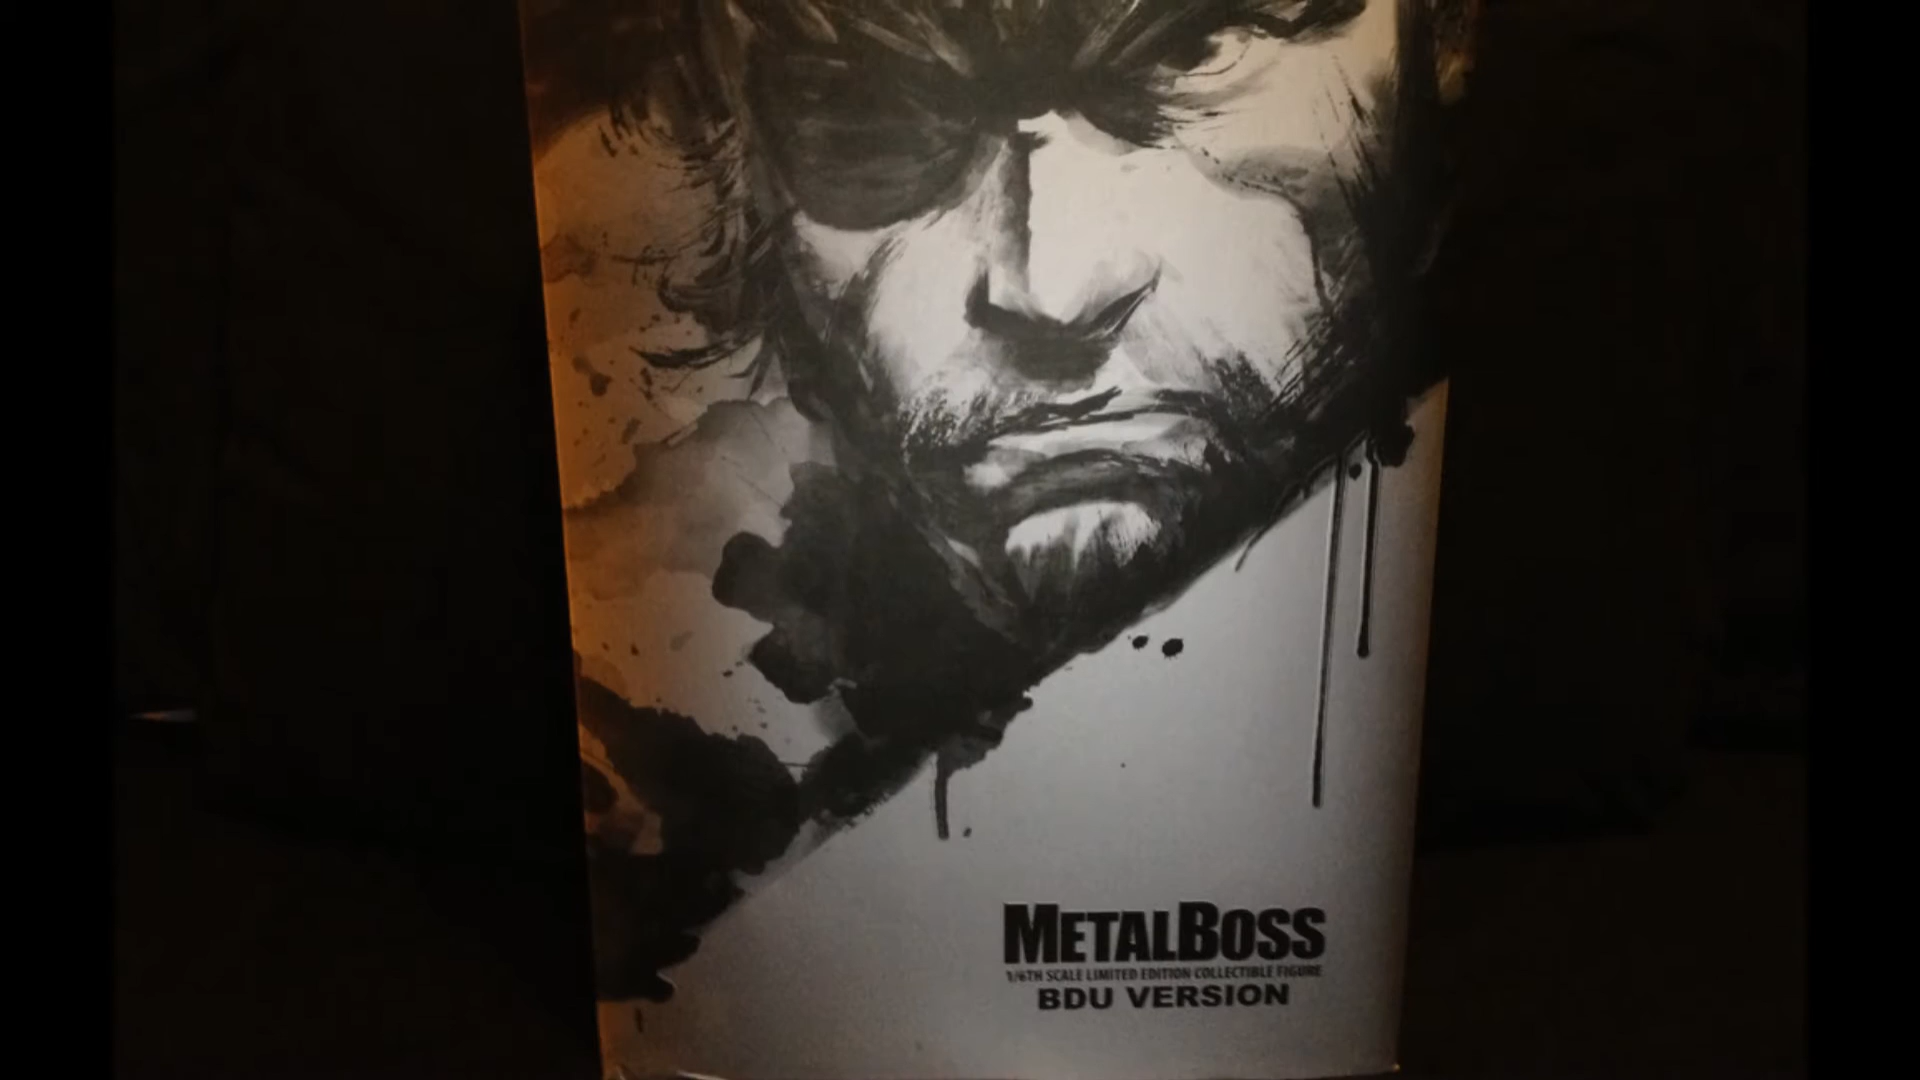 METALBOSS
1/6TH SCALE LIMITED EDITION COLLECTIBLE FIGURE
BDU VERSION